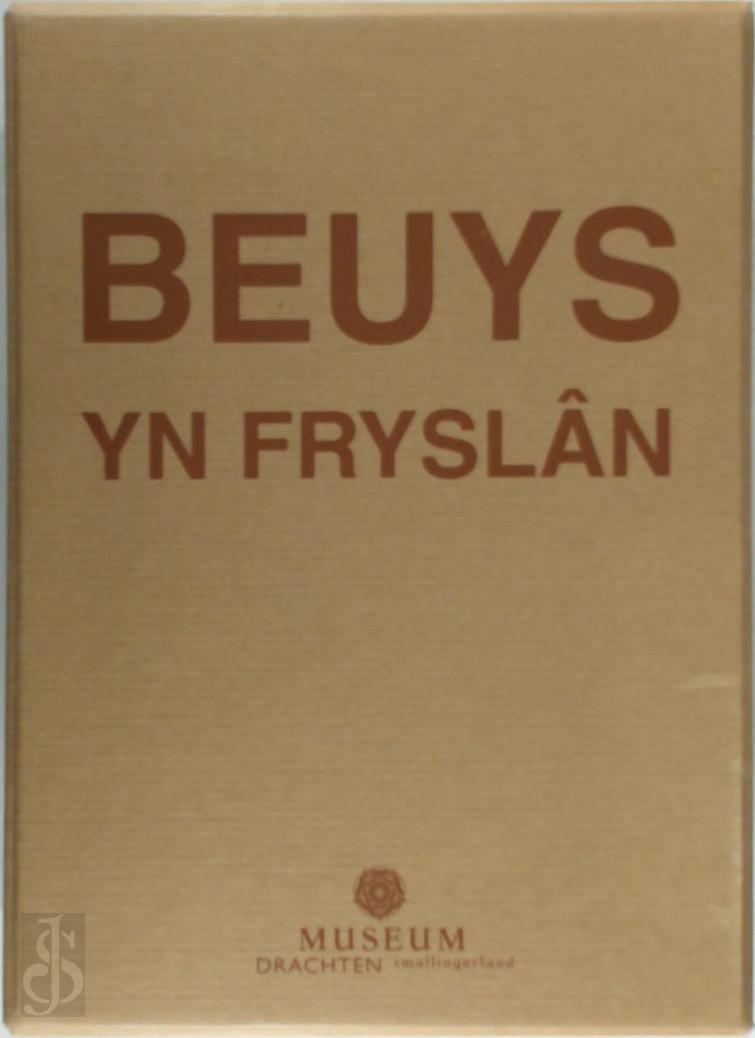 BEUYS
YN FRYSLÂN
MUSEUM
DRACHTEN smallingerland